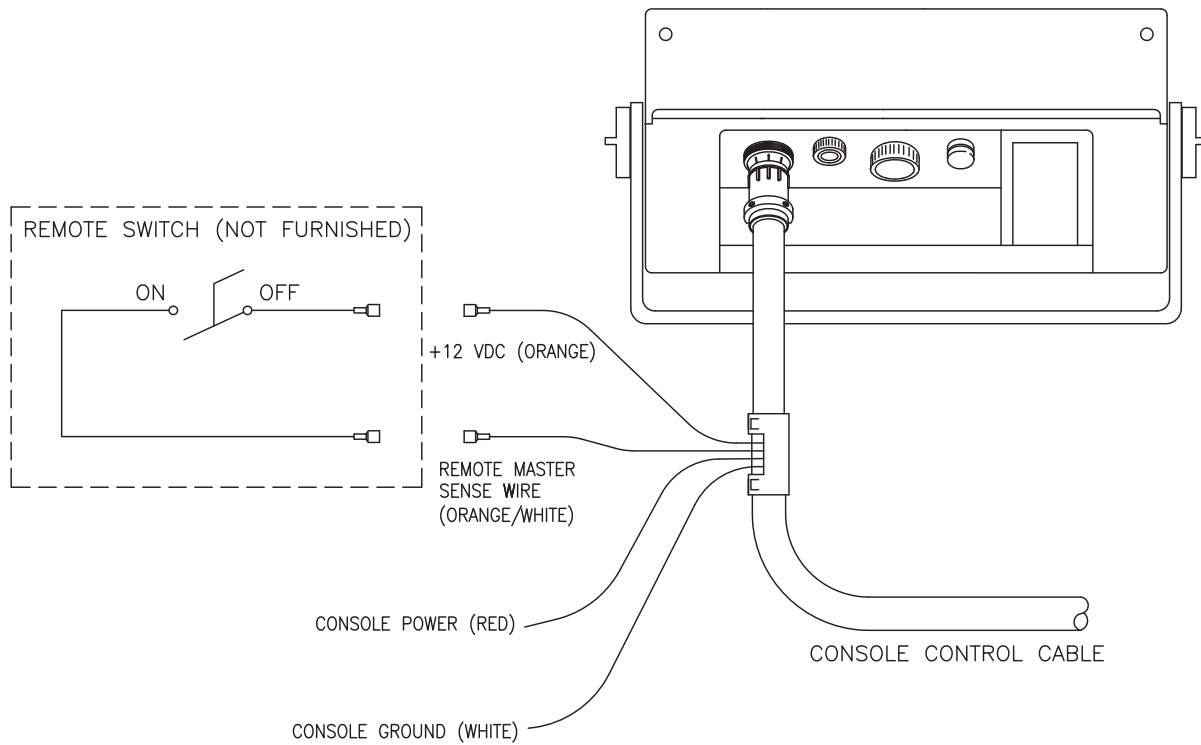 REMOTE SWITCH (NOT FURNISHED)
ON
OFF
+12 VDC (ORANGE)
REMOTE MASTER
SENSE WIRE
(ORANGE/WHITE)
CONSOLE POWER (RED)
CONSOLE CONTROL CABLE
CONSOLE GROUND (WHITE)